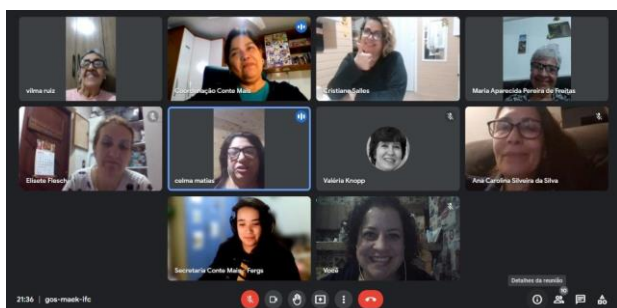 vilma ruiz
Coordenação Conte Mais
Cristiane Salles
Maria Aparecida Pereira de Freitas
Elisete Flesch
celma matias
Valéria Knopp
Ana Carolina Silveira da Silva
Secretaria Conte Mais - Fergs
Você
Detalhes da reunião
21:36 | gos-maek-ifc
10